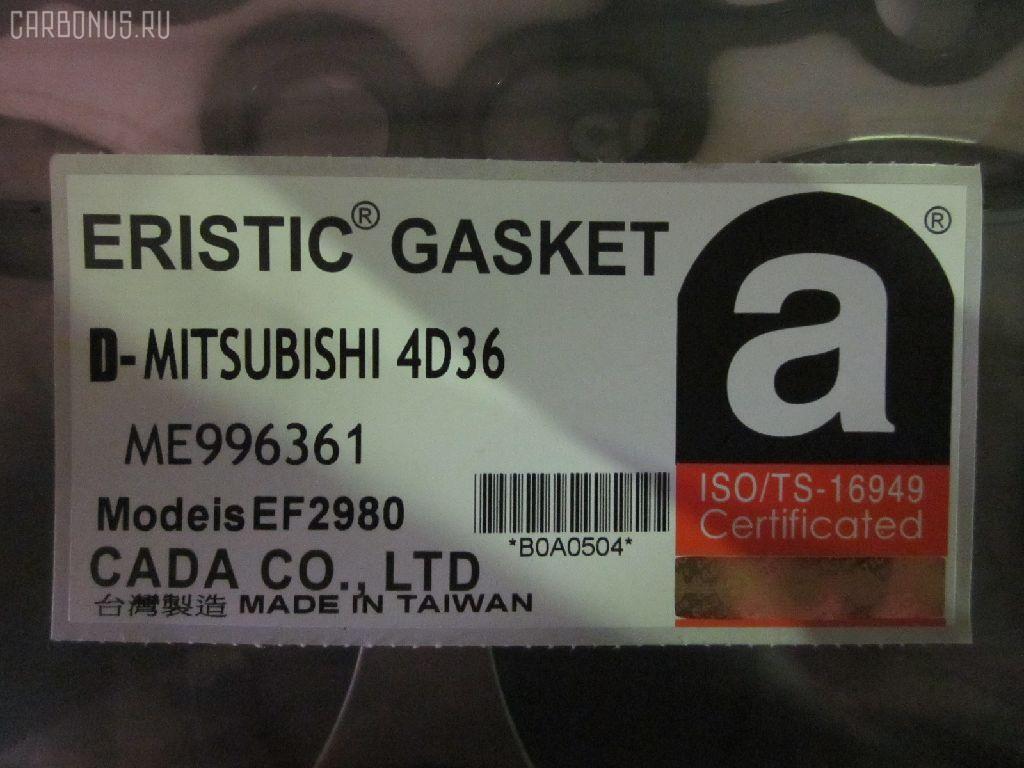 CARBONUS.RU
ERISTIC® GASKET
a®
D-MITSUBISHI 4D36
ME996361
Modeis EF2980
*B0A0504*
ISO/TS-16949
Certificated
CADA CO., LTD
台灣製造 MADE IN TAIWAN